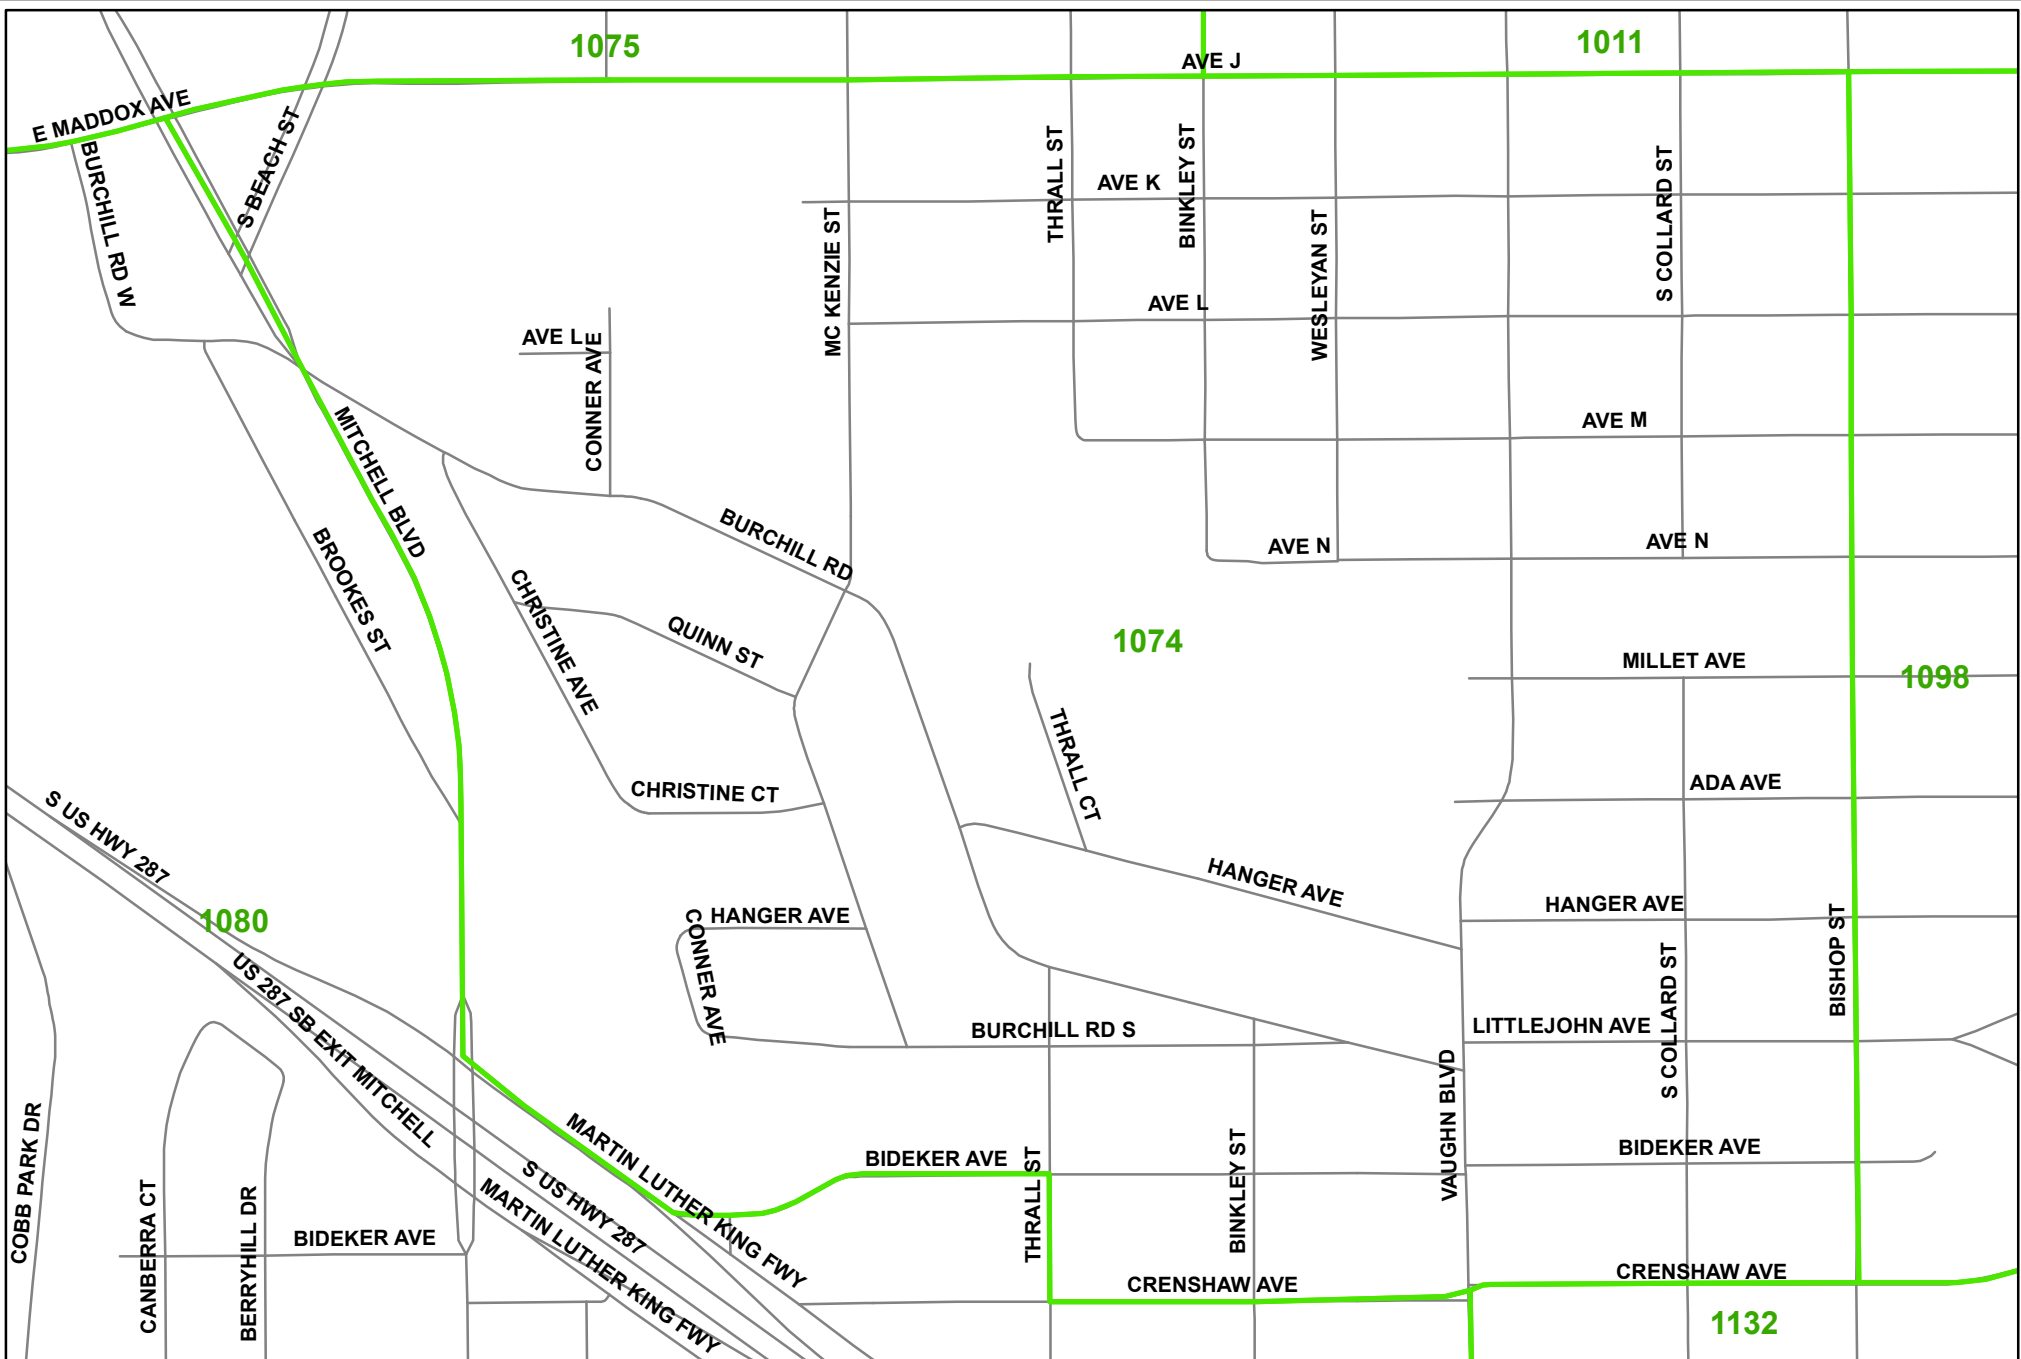 1075
1011
AVE J
E MADDOX AVE
S BEACH ST
BURCHILL RD W
THRALL ST
BINKLEY ST
AVE K
S COLLARD ST
MC KENZIE ST
WESLEYAN ST
AVE L
AVE L
CONNER AVE
MITCHELL BLVD
AVE M
BURCHILL RD
BROOKES ST
AVE N
AVE N
CHRISTINE AVE
QUINN ST
1074
MILLET AVE
1098
THRALL CT
CHRISTINE CT
ADA AVE
S US HWY 287
HANGER AVE
1080
HANGER AVE
CONNER AVE
HANGER AVE
BISHOP ST
US 287 SB EXIT MITCHELL
S COLLARD ST
BURCHILL RD S
LITTLEJOHN AVE
VAUGHN BLVD
COBB PARK DR
MARTIN LUTHER KING FWY
BIDEKER AVE
THRALL ST
BINKLEY ST
BIDEKER AVE
S US HWY 287
MARTIN LUTHER KING FWY
CANBERRA CT
BERRYHILL DR
BIDEKER AVE
CRENSHAW AVE
CRENSHAW AVE
1132